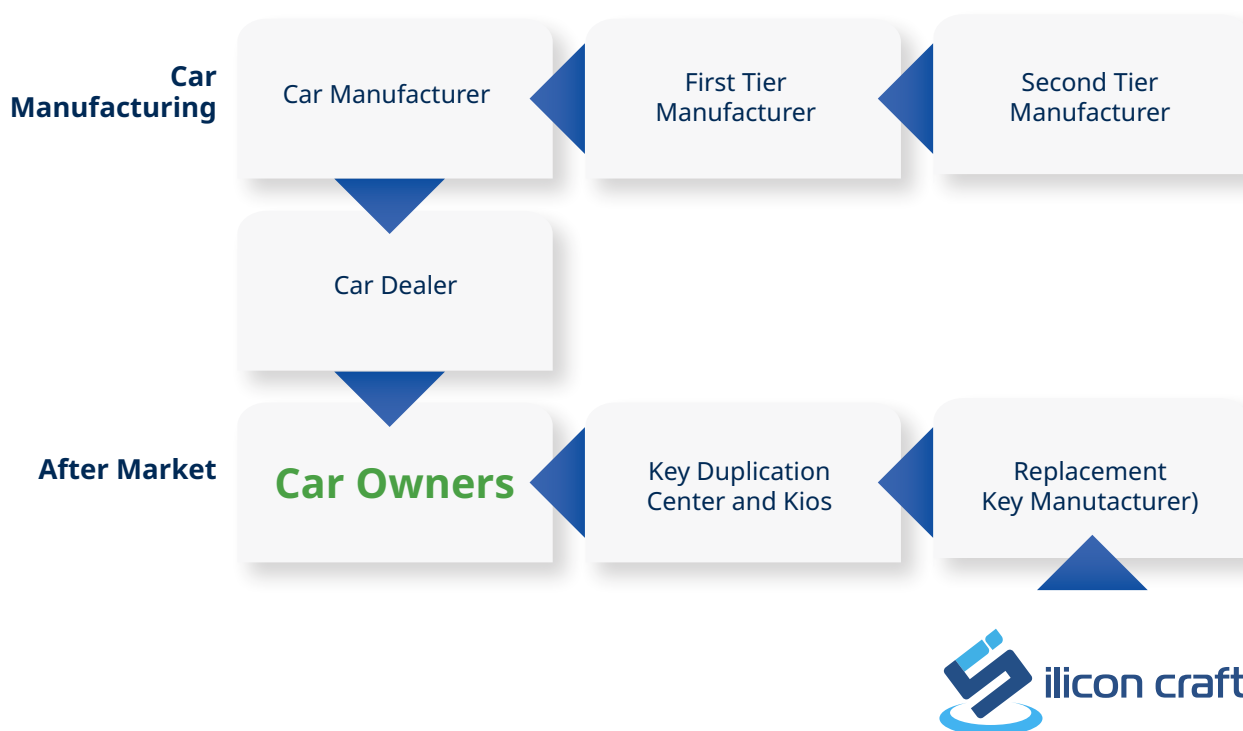 Car
Manufacturing
Car Manufacturer
First Tier
Manufacturer
Second Tier
Manufacturer
Car Dealer
After Market
Car Owners
Key Duplication
Center and Kios
Replacement
Key Manutacturer)
ilicon craft